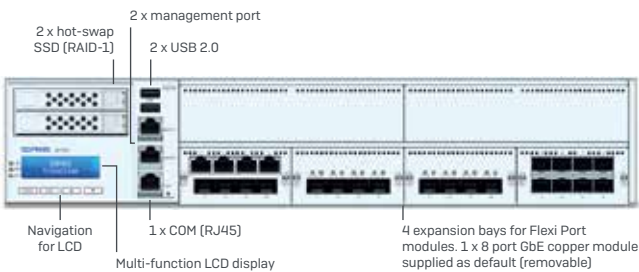 2 x management port
2 x hot-swap
SSD (RAID-1)
2 x USB 2.0
SOPHOS
Navigation
for LCD
1 x COM (RJ45)
Multi-function LCD display
4 expansion bays for Flexi Port
modules. 1 x 8 port GbE copper module
supplied as default (removable)